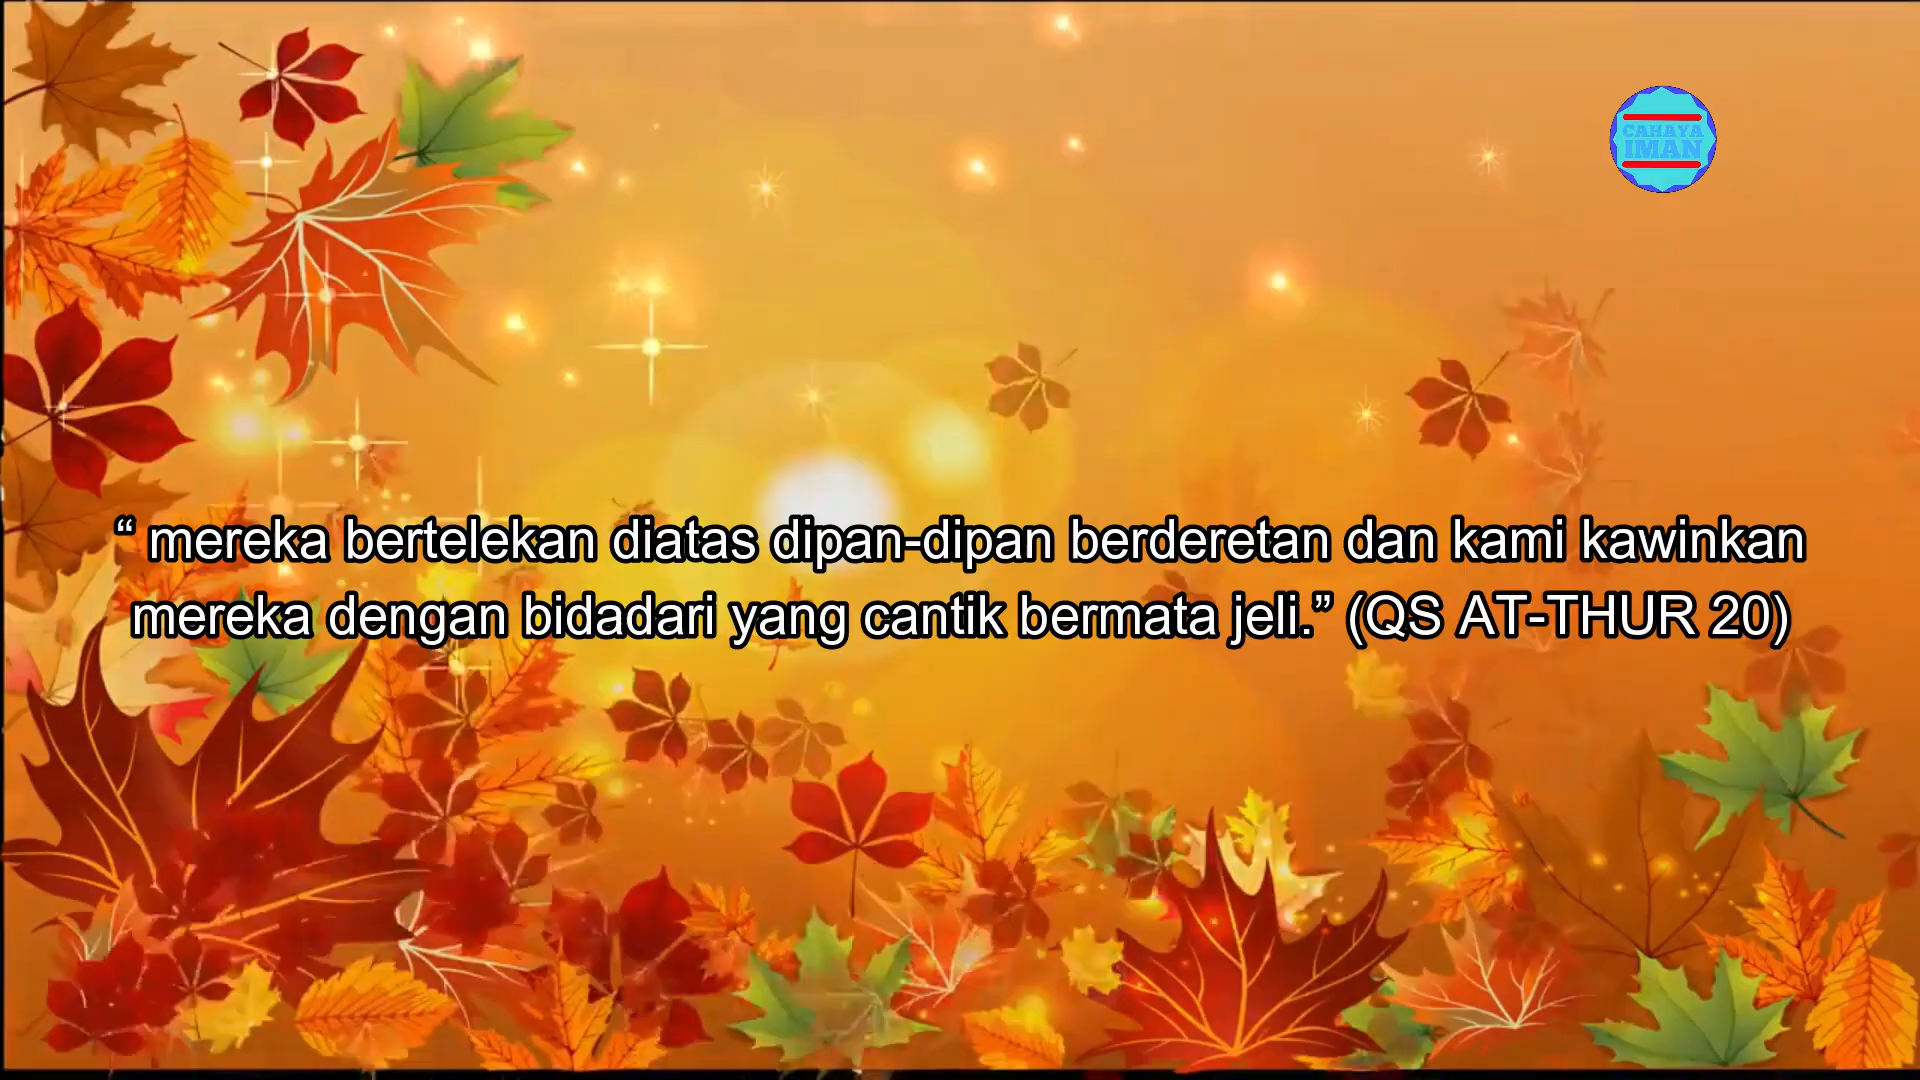 CAHAYA
IMAN
“ mereka bertelekan diatas dipan-dipan berderetan dan kami kawinkan
mereka dengan bidadari yang cantik bermata jeli.” (QS AT-THUR 20)